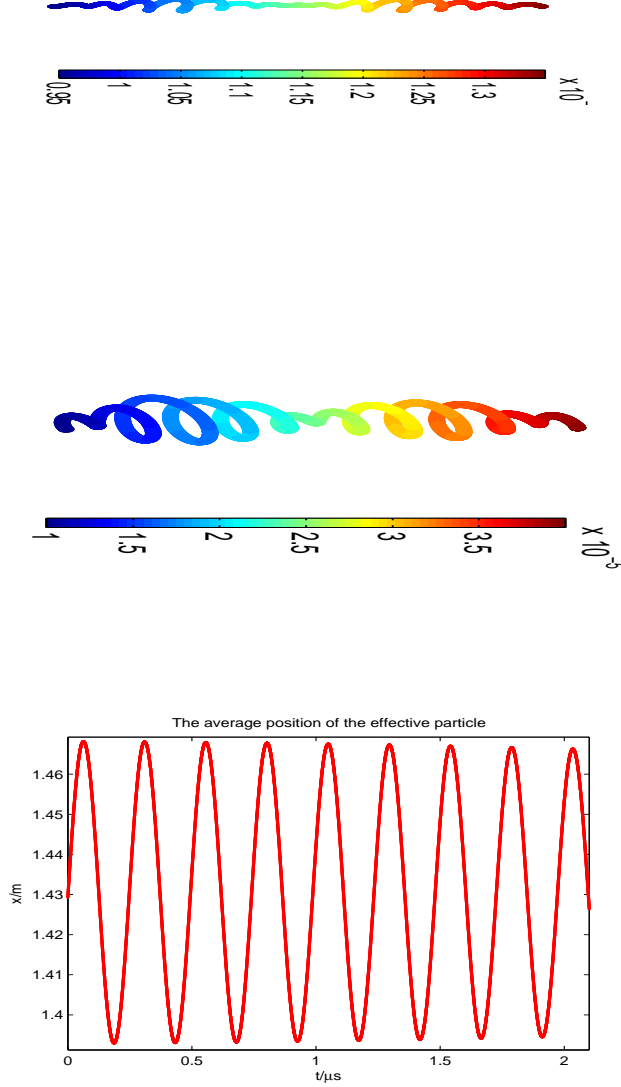 0.95 1 1.05 1.1 1.15 1.2 1.25 1.3
x 10⁻
1 1.5 2 2.5 3 3.5
x 10⁻⁵
The average position of the effective particle
x/m
1.46
1.45
1.44
1.43
1.42
1.41
1.4
0 0.5 1 1.5 2
t/μs